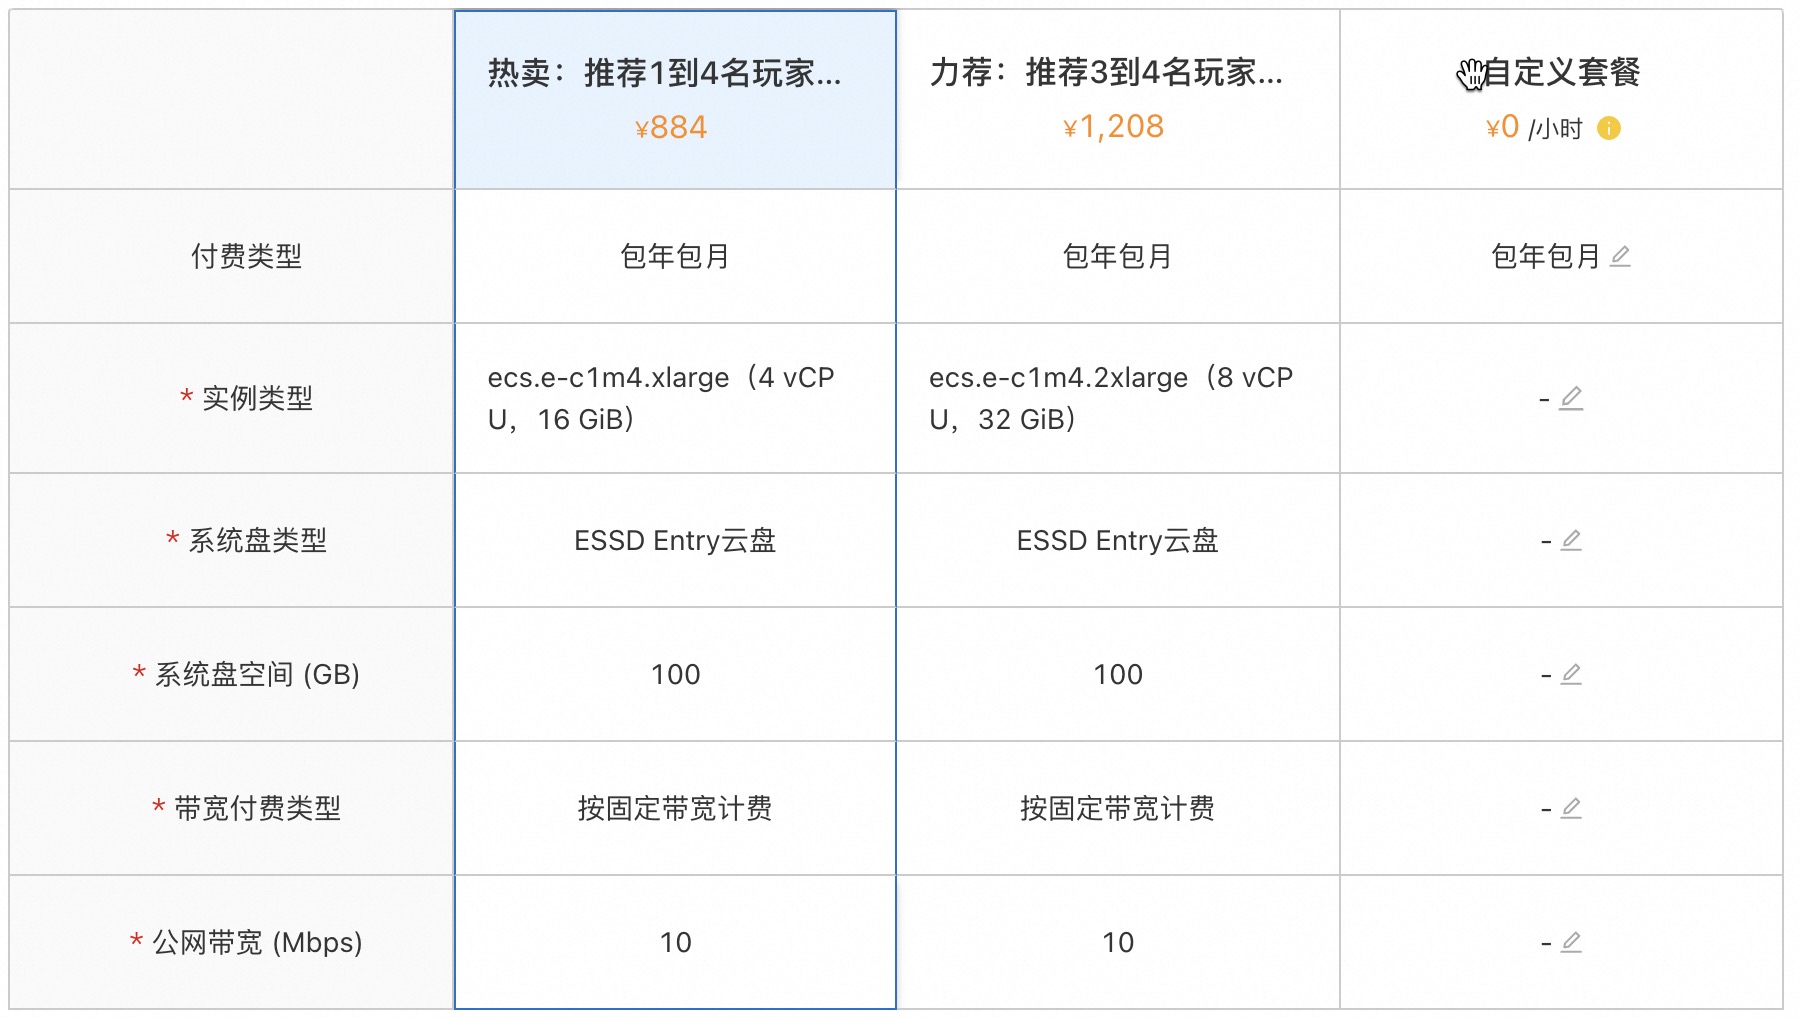 热卖：推荐1到4名玩家...
¥884
力荐：推荐3到4名玩家...
¥1,208
自定义套餐
¥0 /小时
付费类型
包年包月
包年包月
包年包月
* 实例类型
ecs.e-c1m4.xlarge（4 vCP
U，16 GiB）
ecs.e-c1m4.2xlarge（8 vCP
U，32 GiB）
-
* 系统盘类型
ESSD Entry云盘
ESSD Entry云盘
-
* 系统盘空间 (GB)
100
100
-
* 带宽付费类型
按固定带宽计费
按固定带宽计费
-
* 公网带宽 (Mbps)
10
10
-